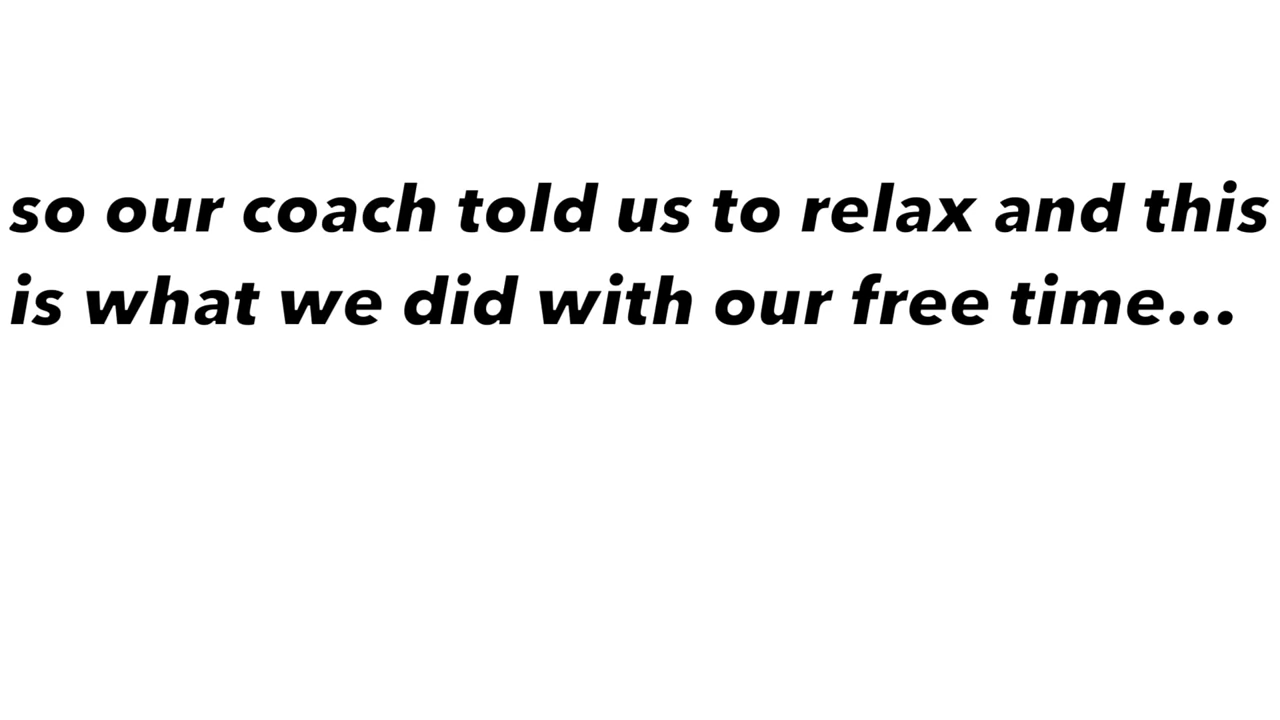 so our coach told us to relax and this
is what we did with our free time...